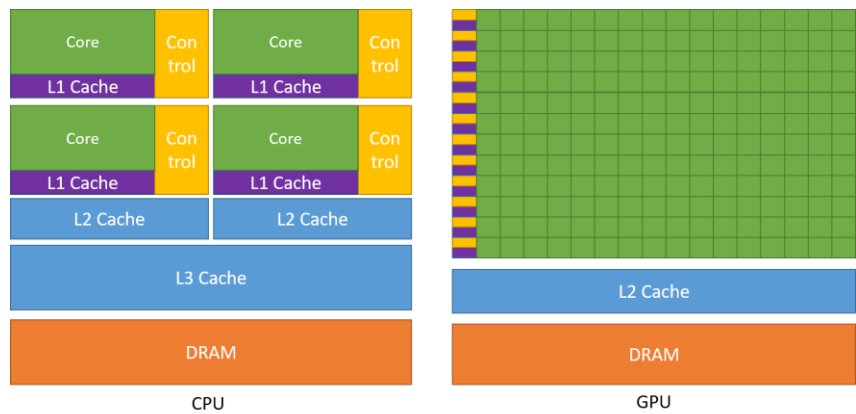 Core
Con
trol
Core
Con
trol
L1 Cache
L1 Cache
Core
Con
trol
Core
Con
trol
L1 Cache
L1 Cache
L2 Cache
L2 Cache
L3 Cache
DRAM
CPU
L2 Cache
DRAM
GPU